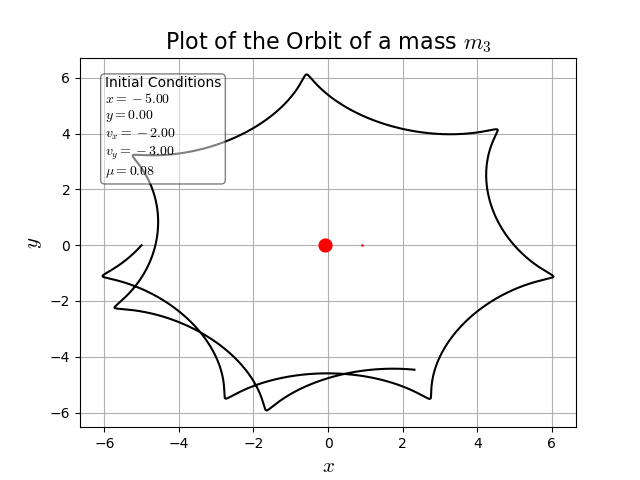 Plot of the Orbit of a mass m₃
Initial Conditions
x = −5.00
y = 0.00
vₓ = −2.00
v_y = −3.00
μ = 0.08
6
4
2
0
−2
−4
−6
y
−6 −4 −2 0 2 4 6
x